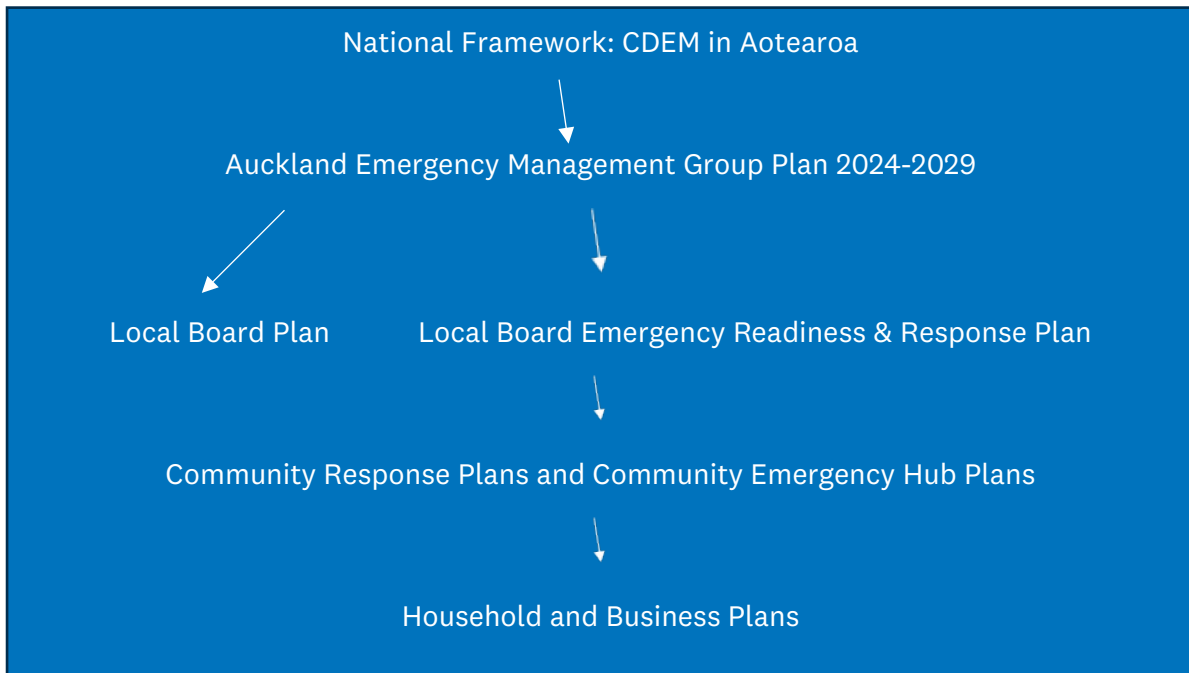 National Framework: CDEM in Aotearoa
Auckland Emergency Management Group Plan 2024-2029
Local Board Plan
Local Board Emergency Readiness & Response Plan
Community Response Plans and Community Emergency Hub Plans
Household and Business Plans